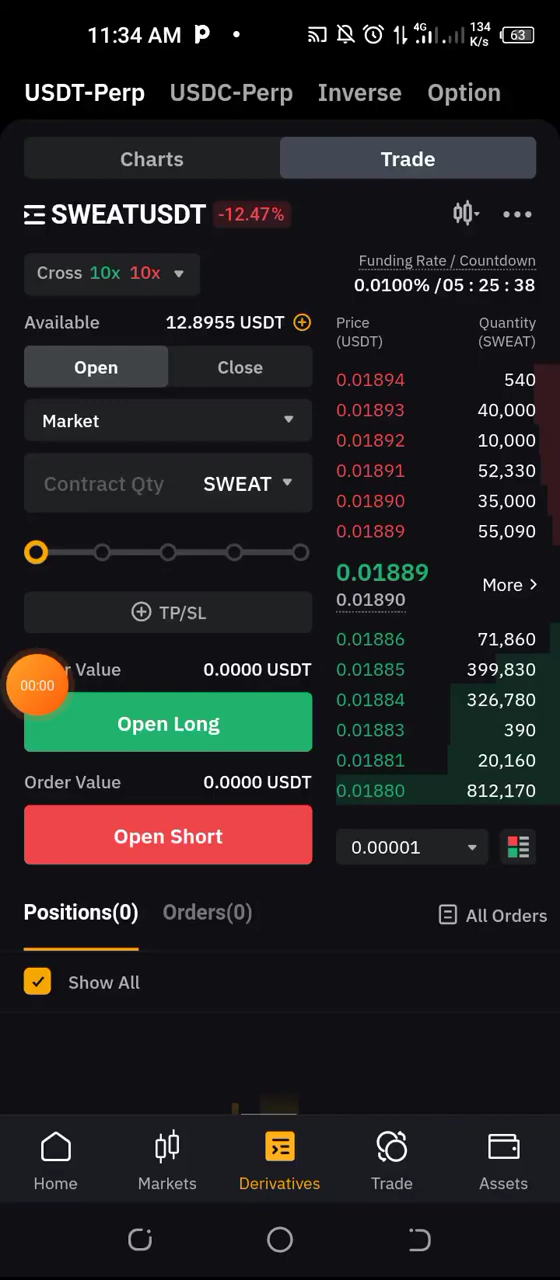 11:34 AM
4G
134
K/s
63
USDT-Perp USDC-Perp Inverse Option
Charts Trade
SWEATUSDT -12.47%
Cross 10x 10x
Funding Rate / Countdown
0.0100% /05 : 25 : 38
Available 12.8955 USDT
Price
(USDT)
Quantity
(SWEAT)
Open Close
Market
Contract Qty SWEAT
0.01894 540
0.01893 40,000
0.01892 10,000
0.01891 52,330
0.01890 35,000
0.01889 55,090
0.01889
0.01890
More
TP/SL
0.01886 71,860
0.01885 399,830
0.01884 326,780
0.01883 390
0.01881 20,160
0.01880 812,170
00:00
r Value 0.0000 USDT
Open Long
Order Value 0.0000 USDT
Open Short
0.00001
Positions(0) Orders(0) All Orders
Show All
Home Markets Derivatives Trade Assets